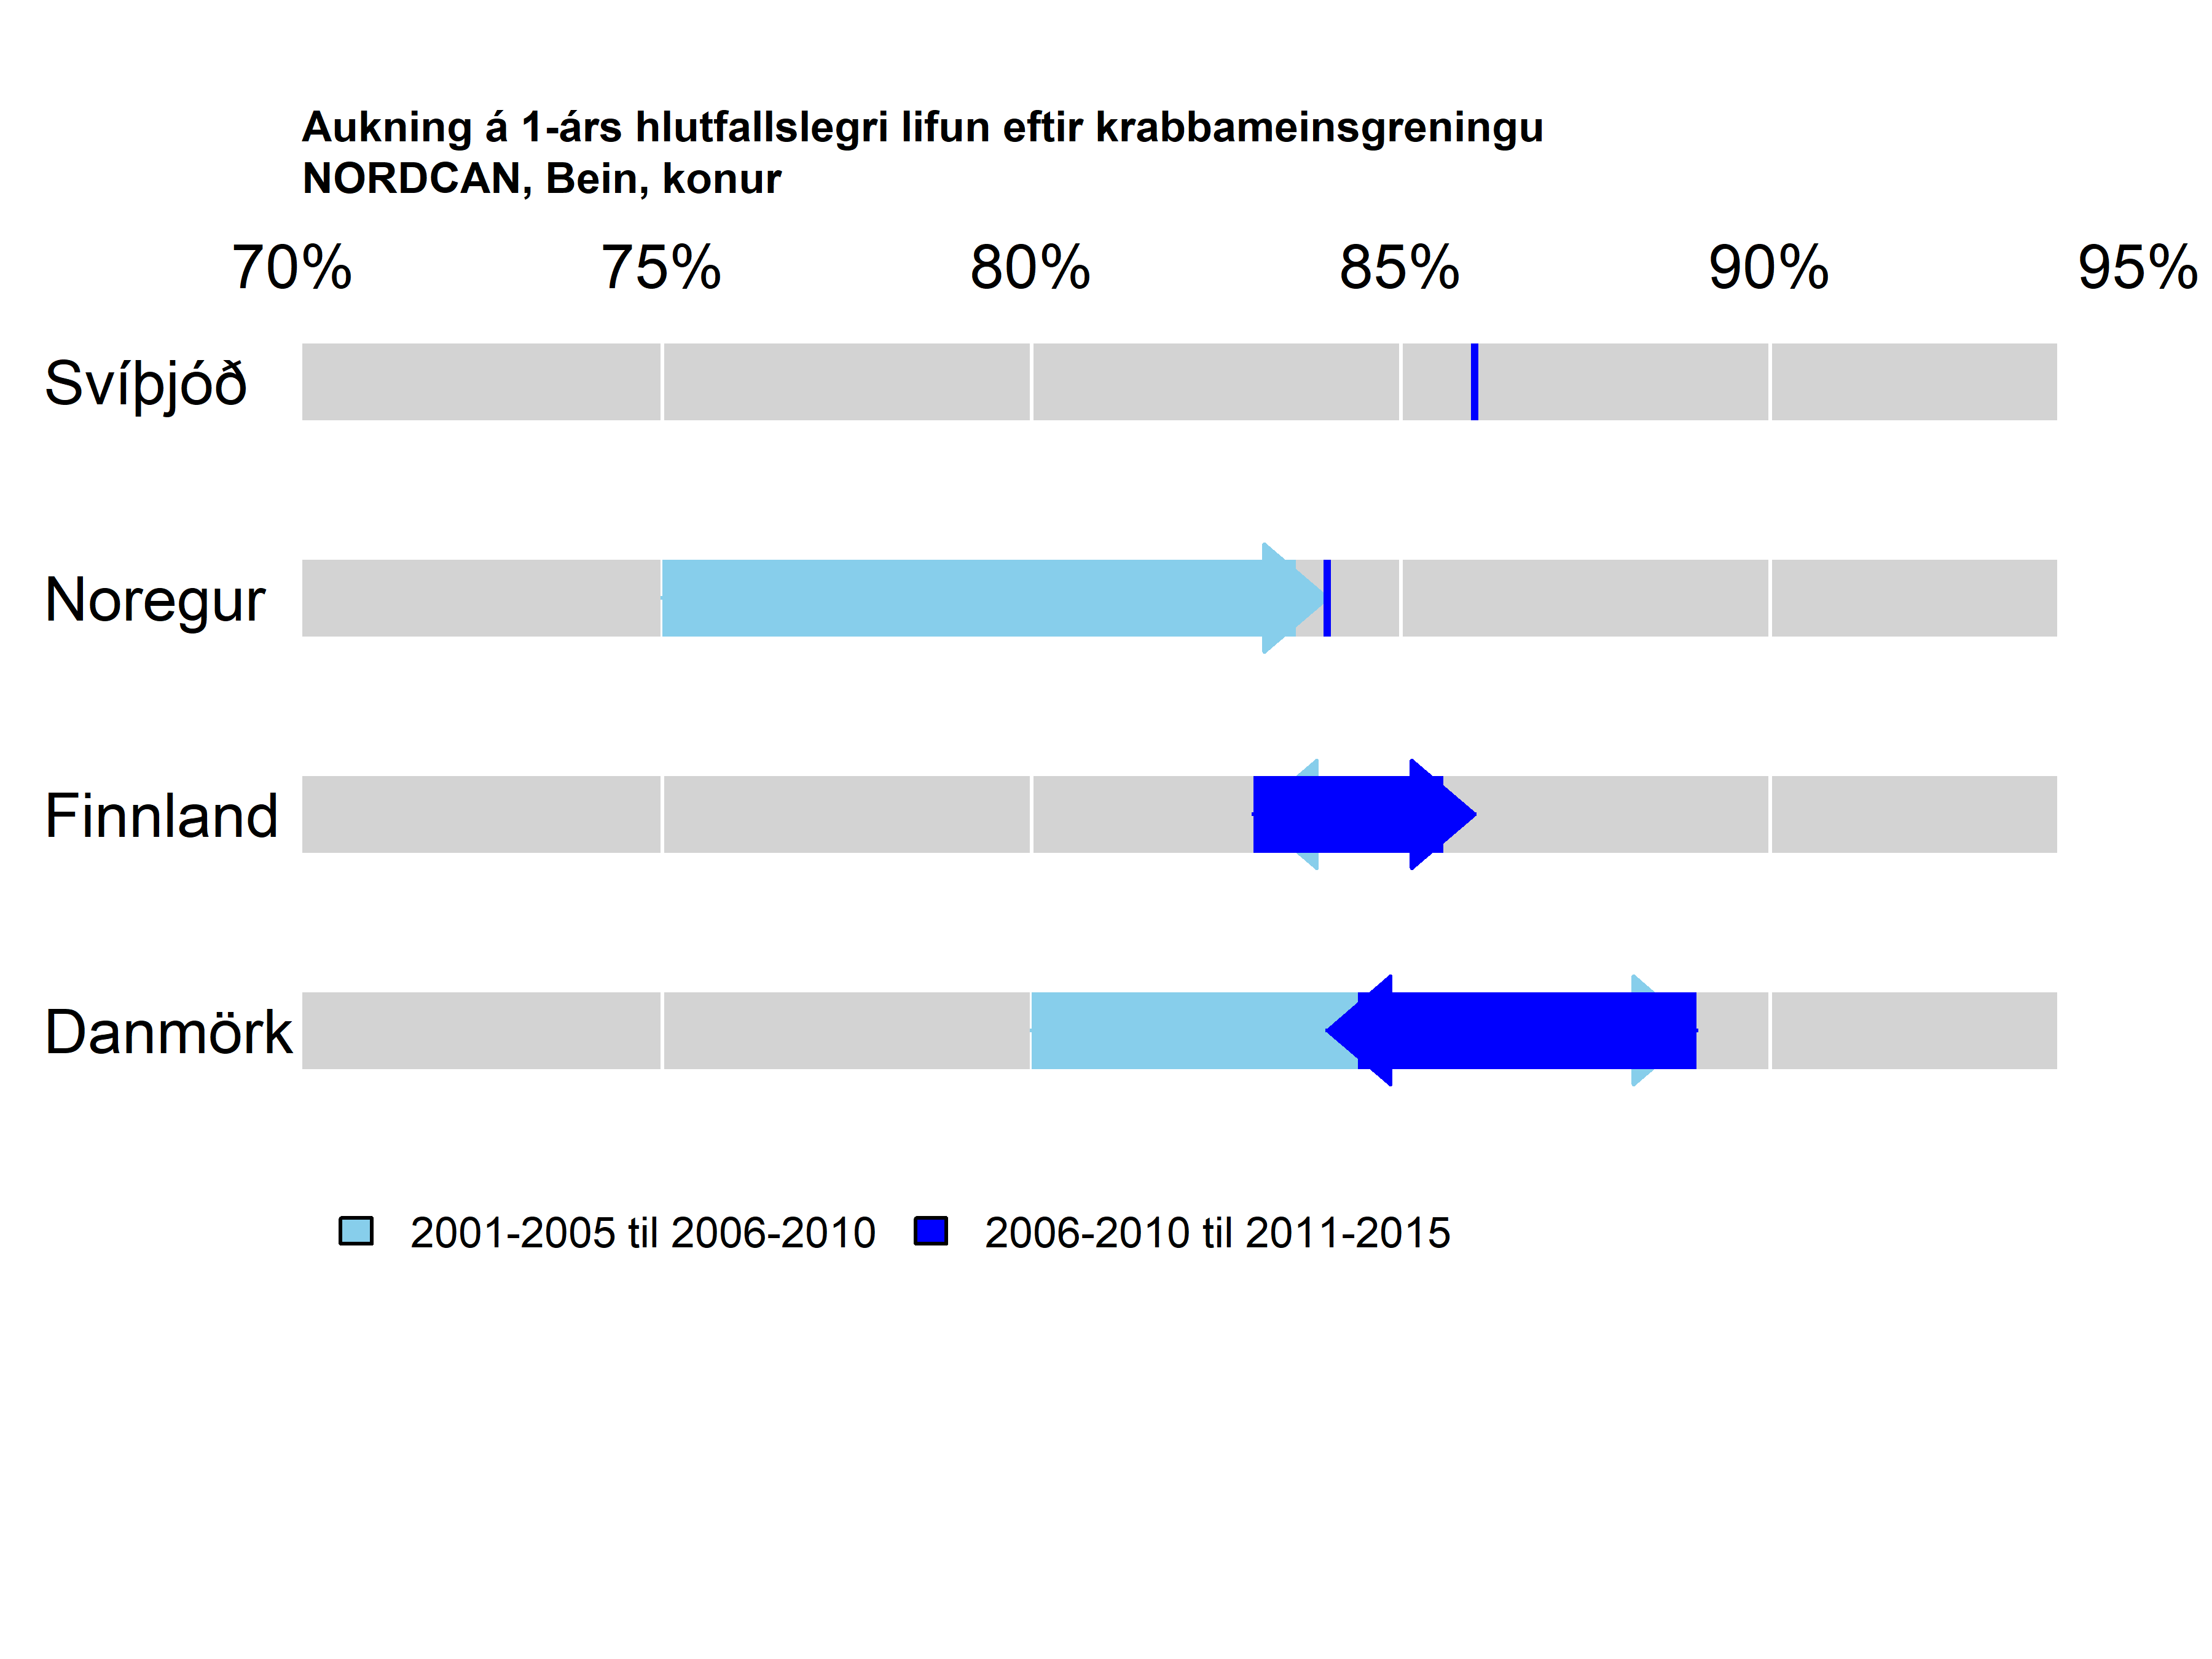 Aukning á 1-árs hlutfallslegri lifun eftir krabbameinsgreningu
NORDCAN, Bein, konur
70% 75% 80% 85% 90% 95%
Svíþjóð
Noregur
Finnland
Danmörk
2001-2005 til 2006-2010 2006-2010 til 2011-2015